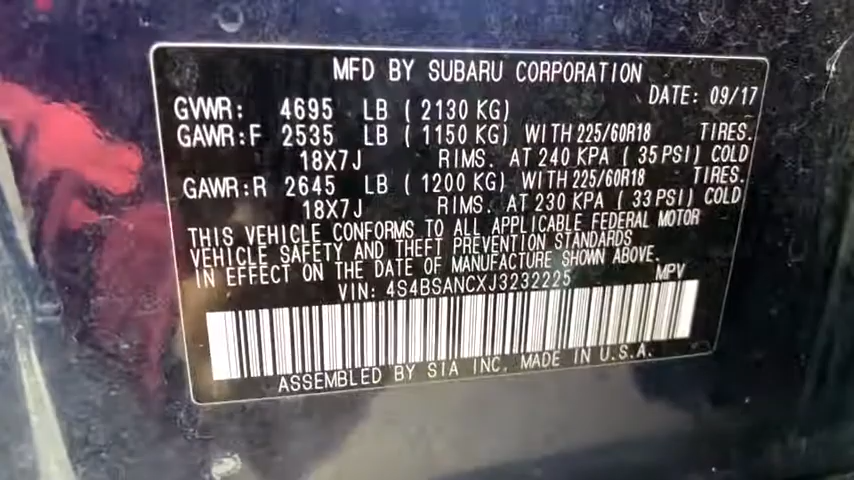 MFD BY SUBARU CORPORATION
DATE: 09/17
GVWR: 4695 LB (2130 KG)
GAWR:F 2535 LB (1150 KG) WITH 225/60R18 TIRES.
18X7J RIMS. AT 240 KPA (35 PSI) COLD
GAWR:R 2645 LB (1200 KG) WITH 225/60R18 TIRES.
18X7J RIMS. AT 230 KPA (33 PSI) COLD
THIS VEHICLE CONFORMS TO ALL APPLICABLE FEDERAL MOTOR
VEHICLE SAFETY AND THEFT PREVENTION STANDARDS
IN EFFECT ON THE DATE OF MANUFACTURE SHOWN ABOVE.
VIN: 4S4BSANCXJ3232225 MPV
ASSEMBLED BY SIA INC. MADE IN U.S.A.